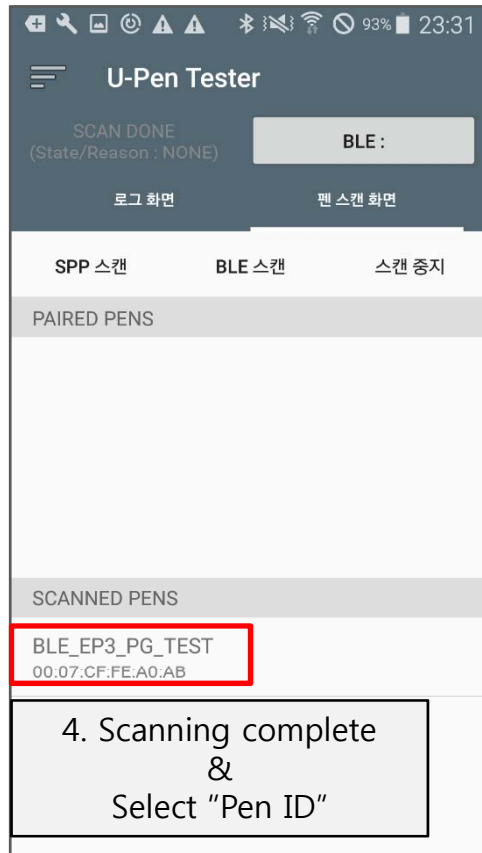 93% 23:31
U-Pen Tester
SCAN DONE
(State/Reason : NONE)
BLE :
로그 화면
펜 스캔 화면
SPP 스캔
BLE 스캔
스캔 중지
PAIRED PENS
SCANNED PENS
BLE_EP3_PG_TEST
00:07:CF:FE:A0:AB
4. Scanning complete
&
Select "Pen ID"